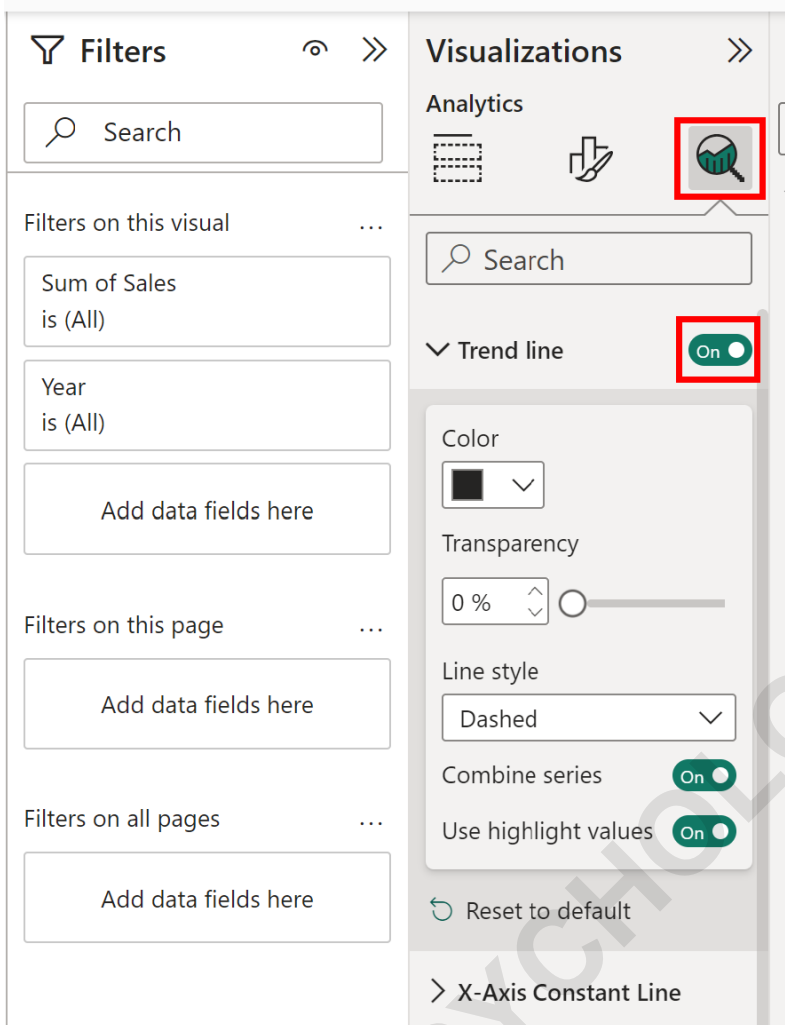 Filters
Search
Filters on this visual
...
Sum of Sales
is (All)
Year
is (All)
Add data fields here
Filters on this page
...
Add data fields here
Filters on all pages
...
Add data fields here
Visualizations
Analytics
Search
Trend line
On
Color
Transparency
0 %
Line style
Dashed
Combine series
On
Use highlight values
On
Reset to default
X-Axis Constant Line